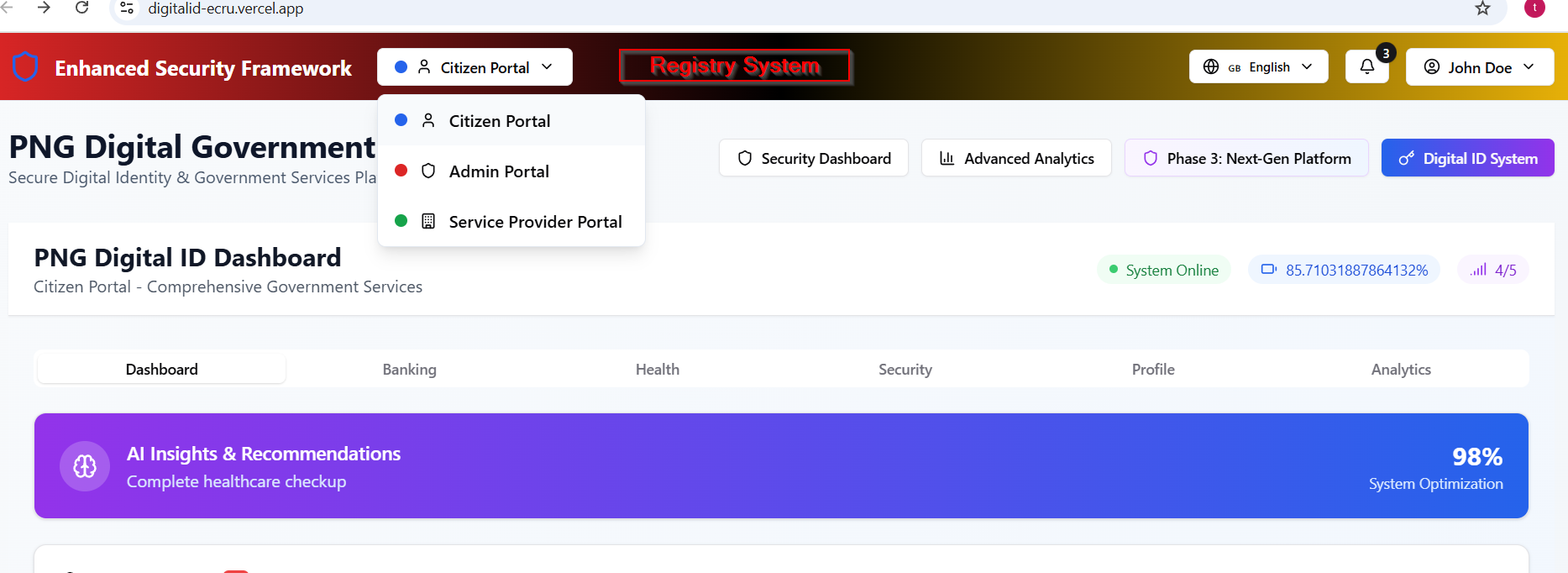 digitalid-ecru.vercel.app
t
Enhanced Security Framework
Citizen Portal
Registry System
GB English
3
John Doe
Citizen Portal
Admin Portal
Service Provider Portal
PNG Digital Government
Secure Digital Identity & Government Services Pla
Security Dashboard
Advanced Analytics
Phase 3: Next-Gen Platform
Digital ID System
PNG Digital ID Dashboard
Citizen Portal - Comprehensive Government Services
System Online
85.71031887864132%
4/5
Dashboard
Banking
Health
Security
Profile
Analytics
AI Insights & Recommendations
Complete healthcare checkup
98%
System Optimization